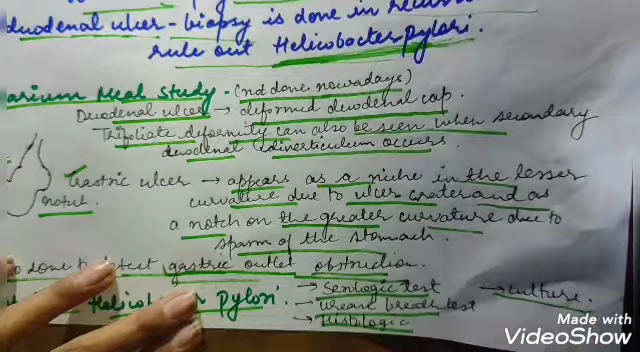 duodenal ulcer - biopsy is done in
rule out Helicobacter pylori.
arium Meal Study - (not done nowadays)
Duodenal ulcer → deformed duodenal cap.
Trifoliate deformity can also be seen when secondary
duodenal diverticulum occurs.
Gastric ulcer → appears as a niche in the lesser
notch. curvature due to ulcer crater and as
a notch on the greater curvature due to
spasm of the stomach.
o done to detect gastric outlet obstruction.
→ Serologic test → culture.
Helicobacter pylori → Urease breath test
→ Histologic
Made with
VideoShow